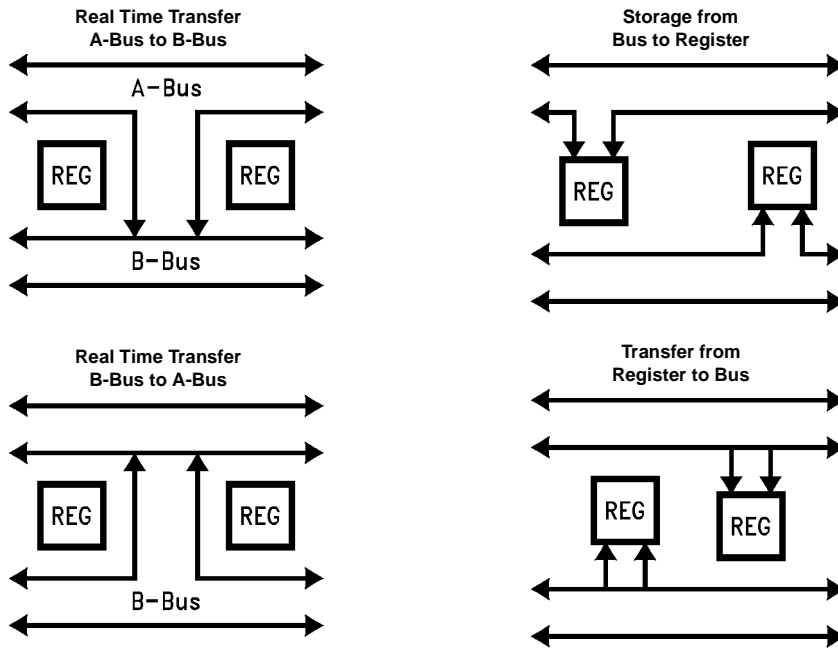 Real Time Transfer
A-Bus to B-Bus
A-Bus
REG
REG
B-Bus
Storage from
Bus to Register
REG
REG
Real Time Transfer
B-Bus to A-Bus
REG
REG
B-Bus
Transfer from
Register to Bus
REG
REG